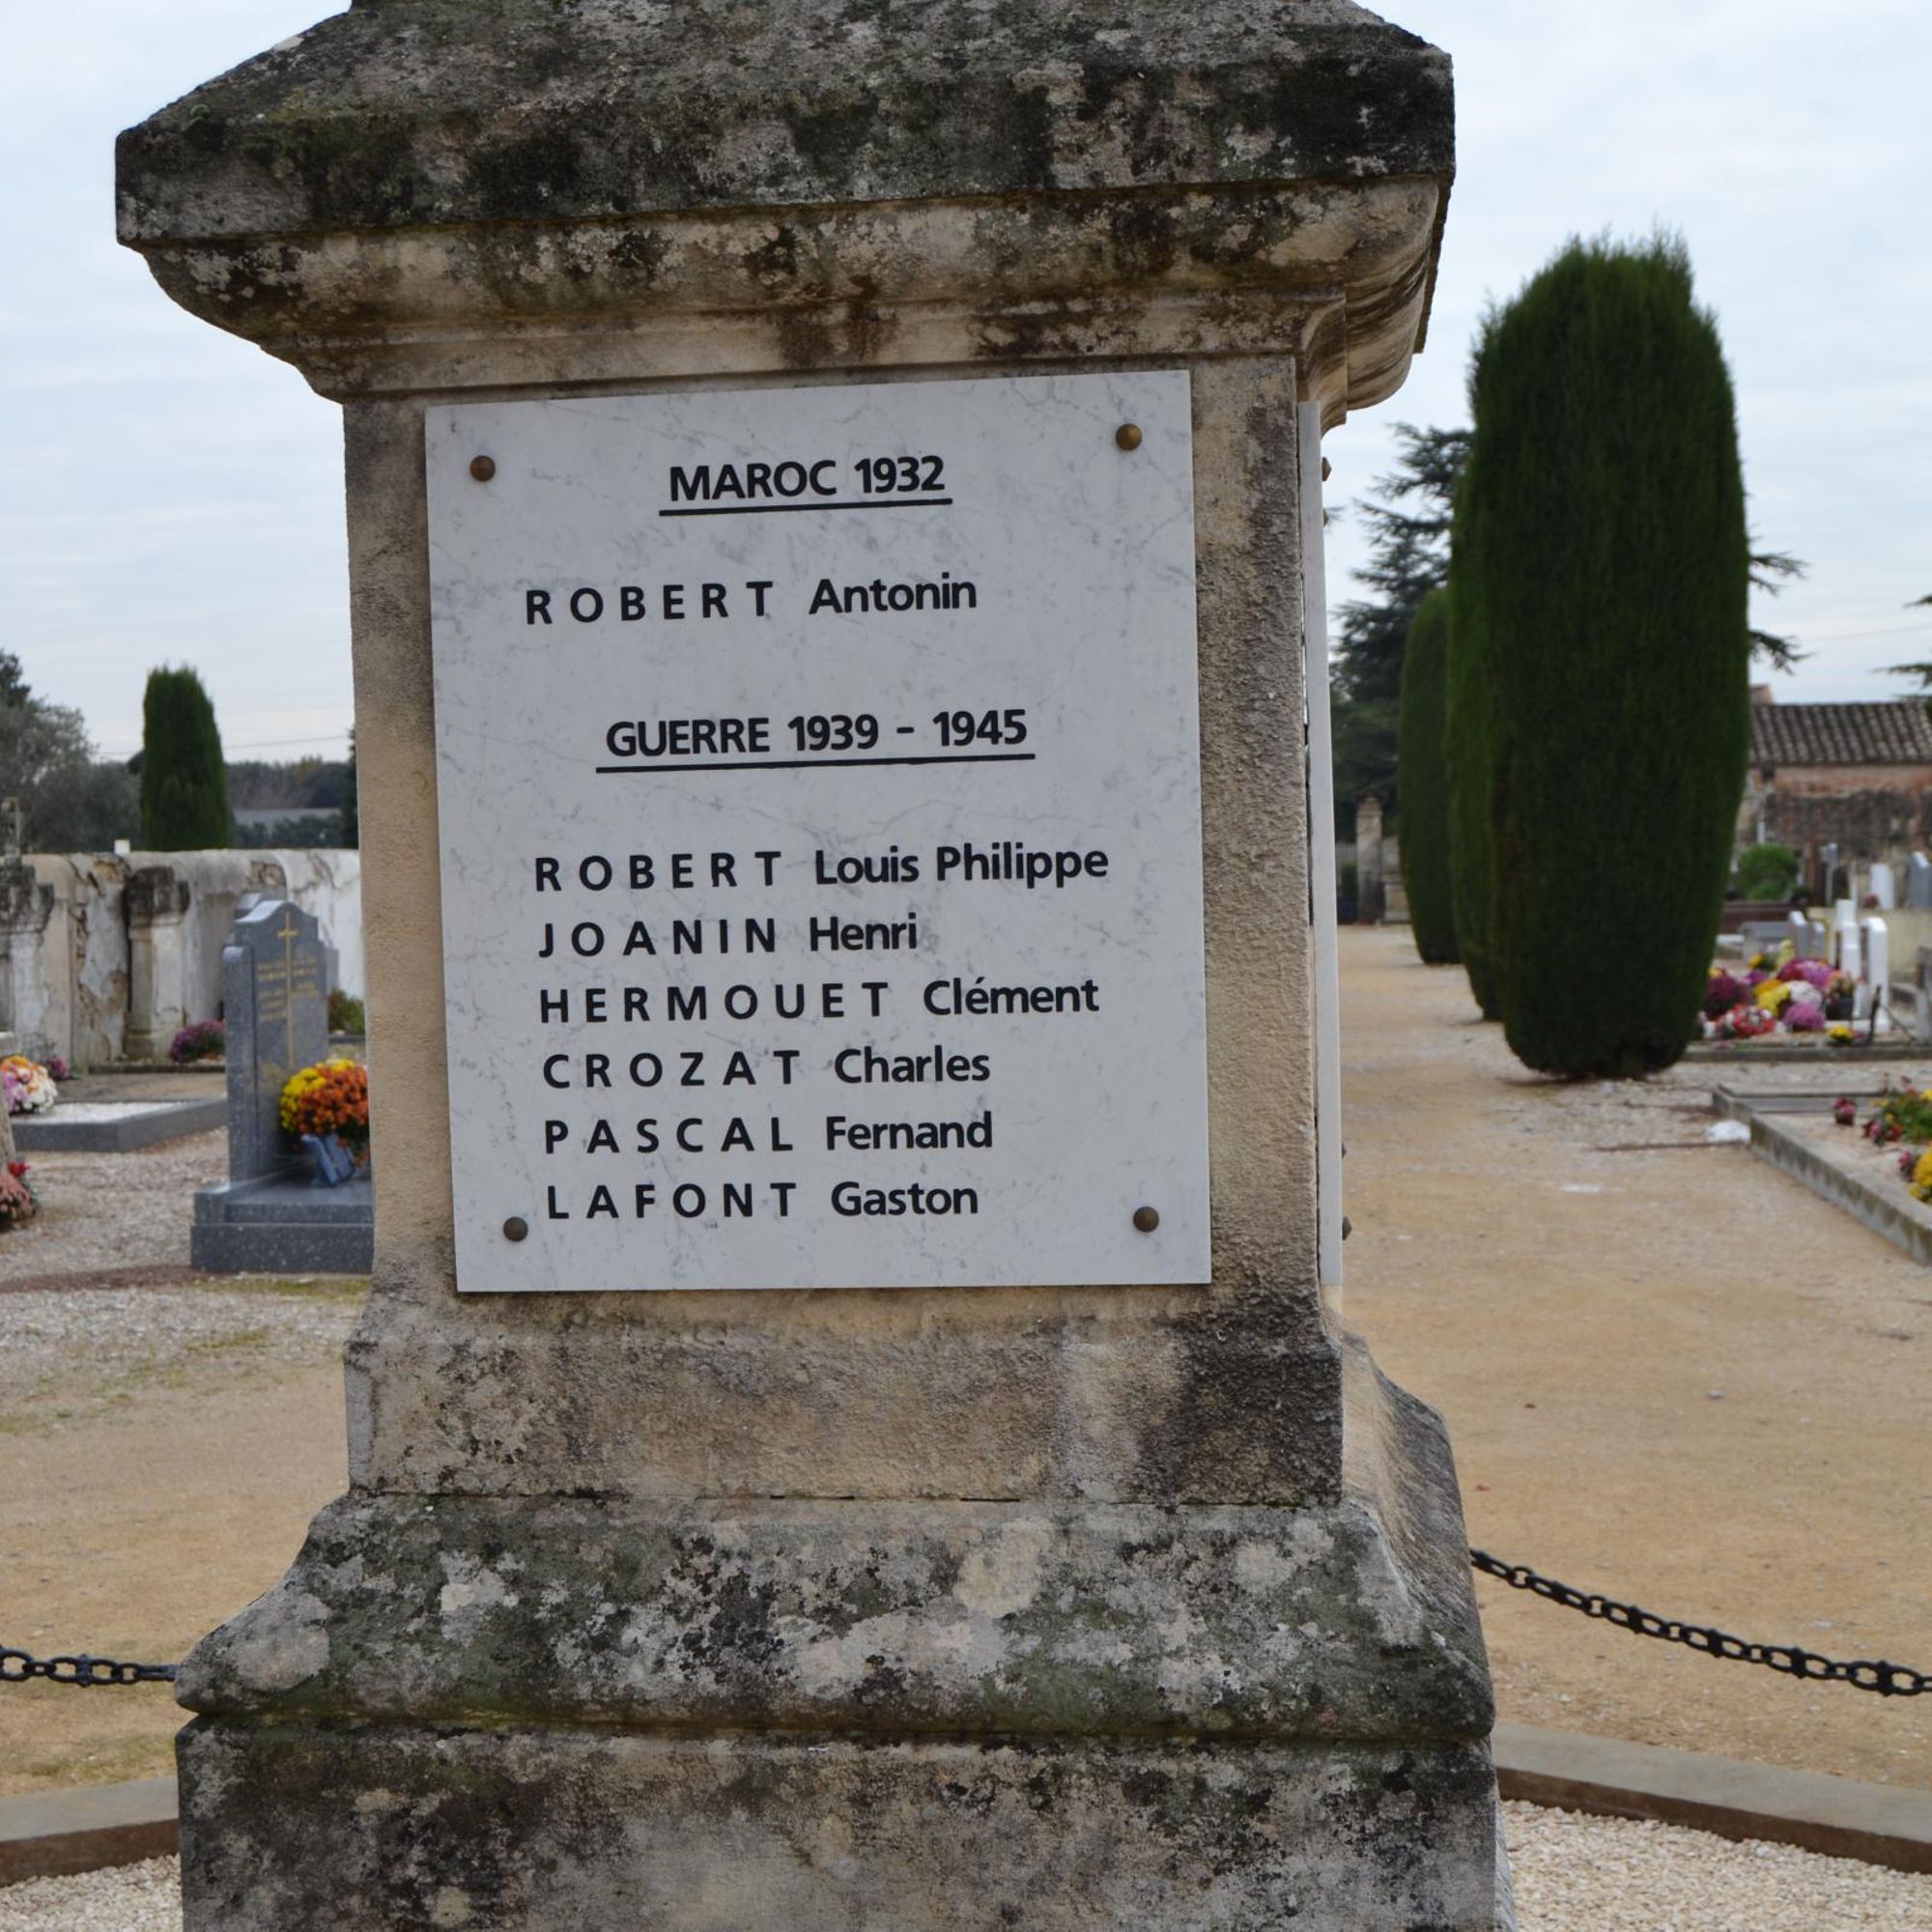 MAROC 1932
ROBERT Antonin
GUERRE 1939 - 1945
ROBERT Louis Philippe
JOANIN Henri
HERMOUET Clément
CROZAT Charles
PASCAL Fernand
LAFONT Gaston